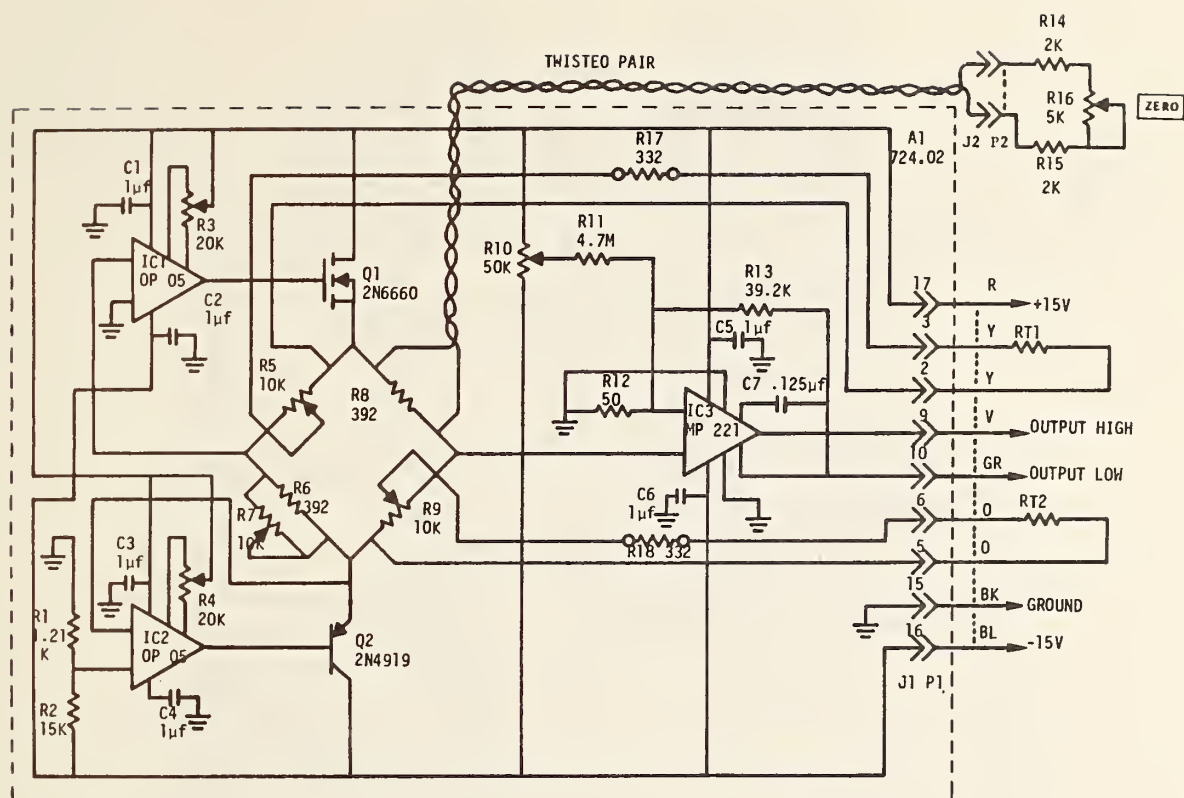 TWISTED PAIR
R14
2K
R16
5K
ZERO
J2 P2
R15
2K
A1
724.02
R17
332
C1
1µf
R3
20K
IC1
OP 05
C2
1µf
Q1
2N6660
R10
50K
R11
4.7M
R13
39.2K
C5 1µf
R5
10K
R8
392
R12
50
C7 .125µf
IC3
MP 221
17
R
+15V
3
Y
RT1
2
Y
9
V
OUTPUT HIGH
10
GR
OUTPUT LOW
6
O
RT2
5
O
15
BK
GROUND
16
BL
-15V
J1 P1
R6
392
R7
10K
R9
10K
C6
1µf
R18 332
C3
1µf
R4
20K
R1
1.21
K
IC2
OP 05
Q2
2N4919
R2
15K
C4
1µf